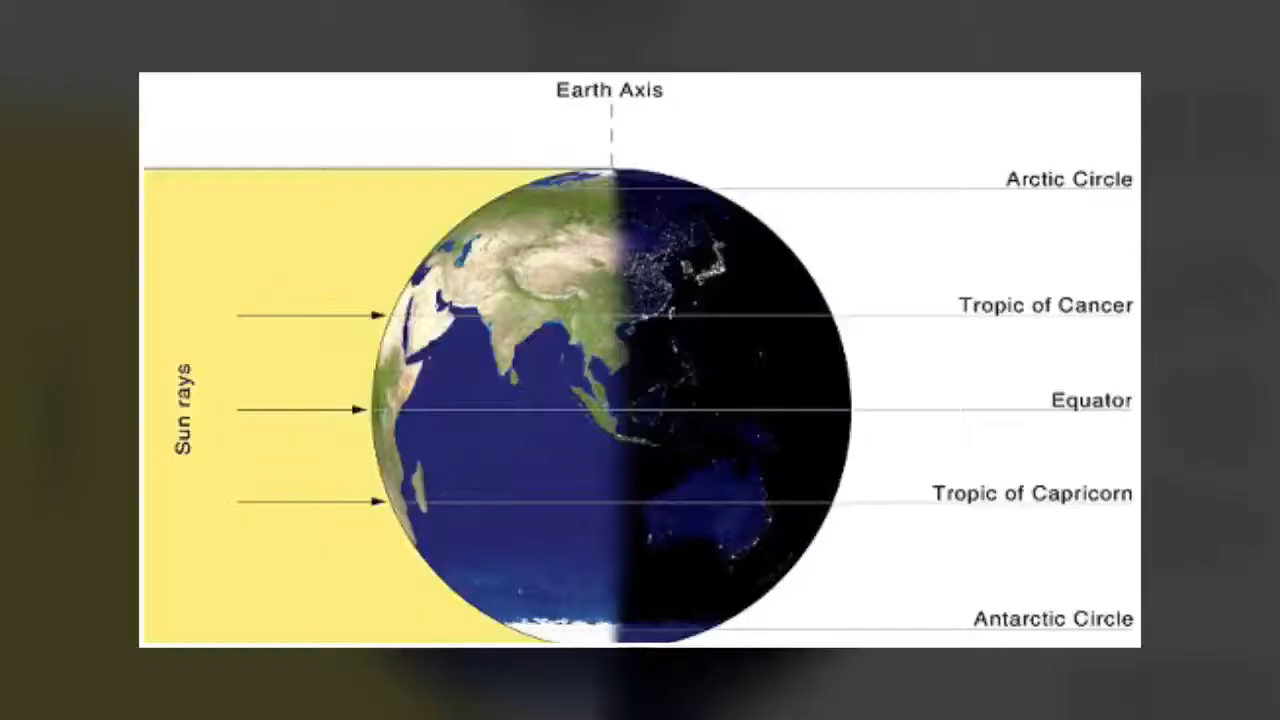 Earth Axis
Arctic Circle
Tropic of Cancer
Sun rays
Equator
Tropic of Capricorn
Antarctic Circle